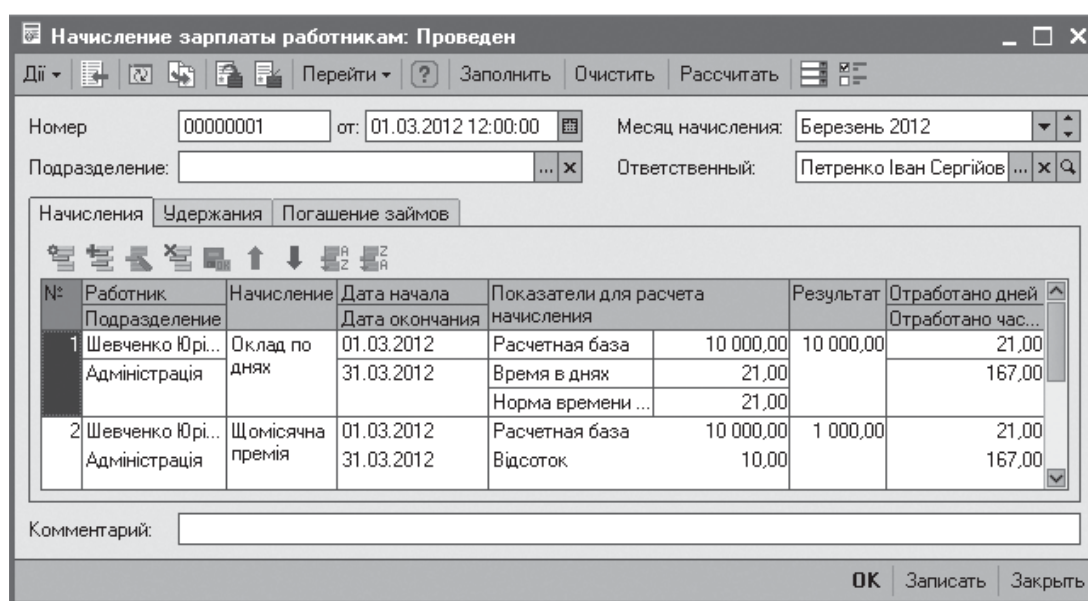 Начисление зарплаты работникам: Проведен
Дії Перейти ? Заполнить Очистить Рассчитать
Номер 00000001 от: 01.03.2012 12:00:00 Месяц начисления: Березень 2012
Подразделение: ... x Ответственный: Петренко Іван Сергійов ... x
Начисления Удержания Погашение займов
№ Работник Начисление Дата начала Показатели для расчета начисления Результат Отработано дней
Подразделение Дата окончания Отработано час...
1 Шевченко Юрі... Оклад по днях 01.03.2012 Расчетная база 10 000,00 10 000,00 21,00
Адміністрація 31.03.2012 Время в днях 21,00 167,00
Норма времени ... 21,00
2 Шевченко Юрі... Щомісячна премія 01.03.2012 Расчетная база 10 000,00 1 000,00 21,00
Адміністрація 31.03.2012 Відсоток 10,00 167,00
Комментарий:
OK Записать Закрыть